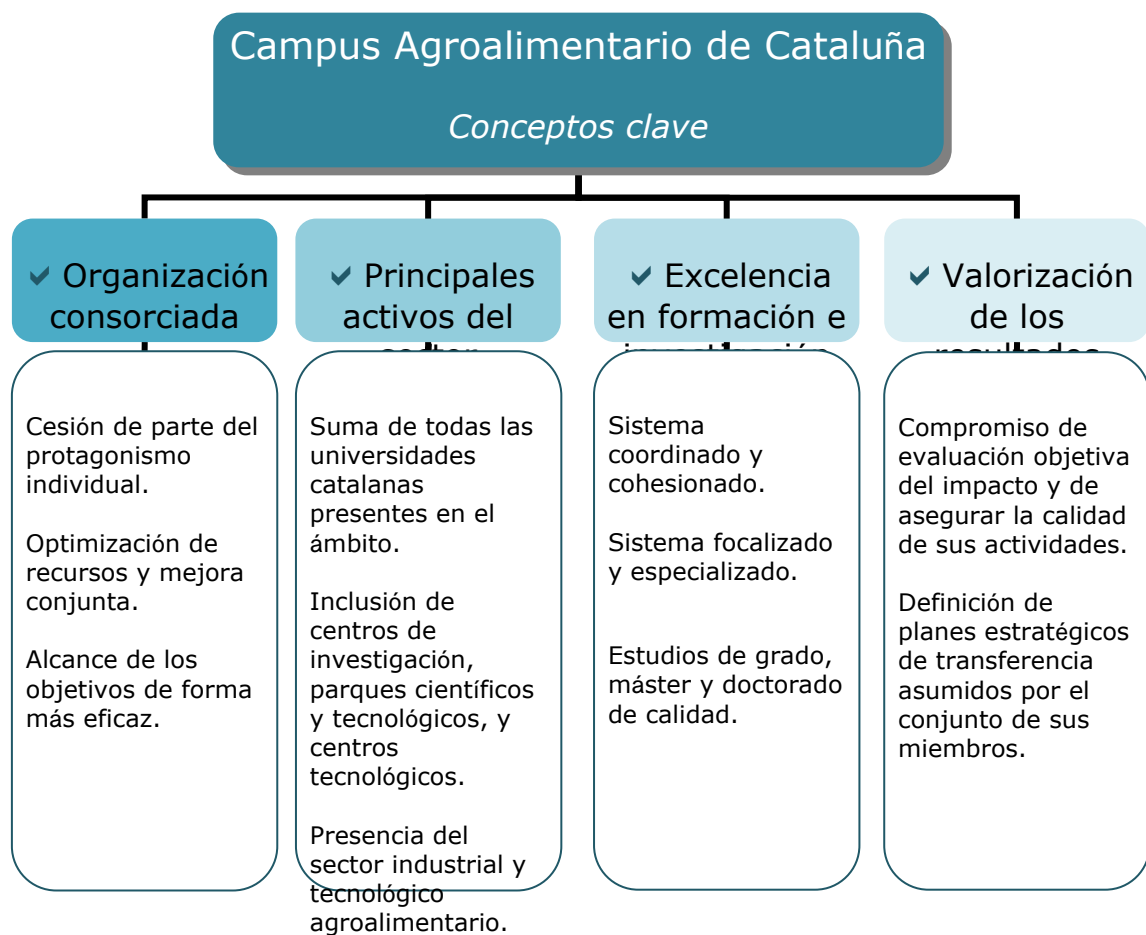 Campus Agroalimentario de Cataluña
Conceptos clave
✔ Organización
consorciada
✔ Principales
activos del
sector
✔ Excelencia
en formación e
investigación
✔ Valorización
de los
resultados
Cesión de parte del
protagonismo
individual.
Optimización de
recursos y mejora
conjunta.
Alcance de los
objetivos de forma
más eficaz.
Suma de todas las
universidades
catalanas
presentes en el
ámbito.
Inclusión de
centros de
investigación,
parques científicos
y tecnológicos, y
centros
tecnológicos.
Presencia del
sector industrial y
tecnológico
agroalimentario.
Sistema
coordinado y
cohesionado.
Sistema focalizado
y especializado.
Estudios de grado,
máster y doctorado
de calidad.
Compromiso de
evaluación objetiva
del impacto y de
asegurar la calidad
de sus actividades.
Definición de
planes estratégicos
de transferencia
asumidos por el
conjunto de sus
miembros.